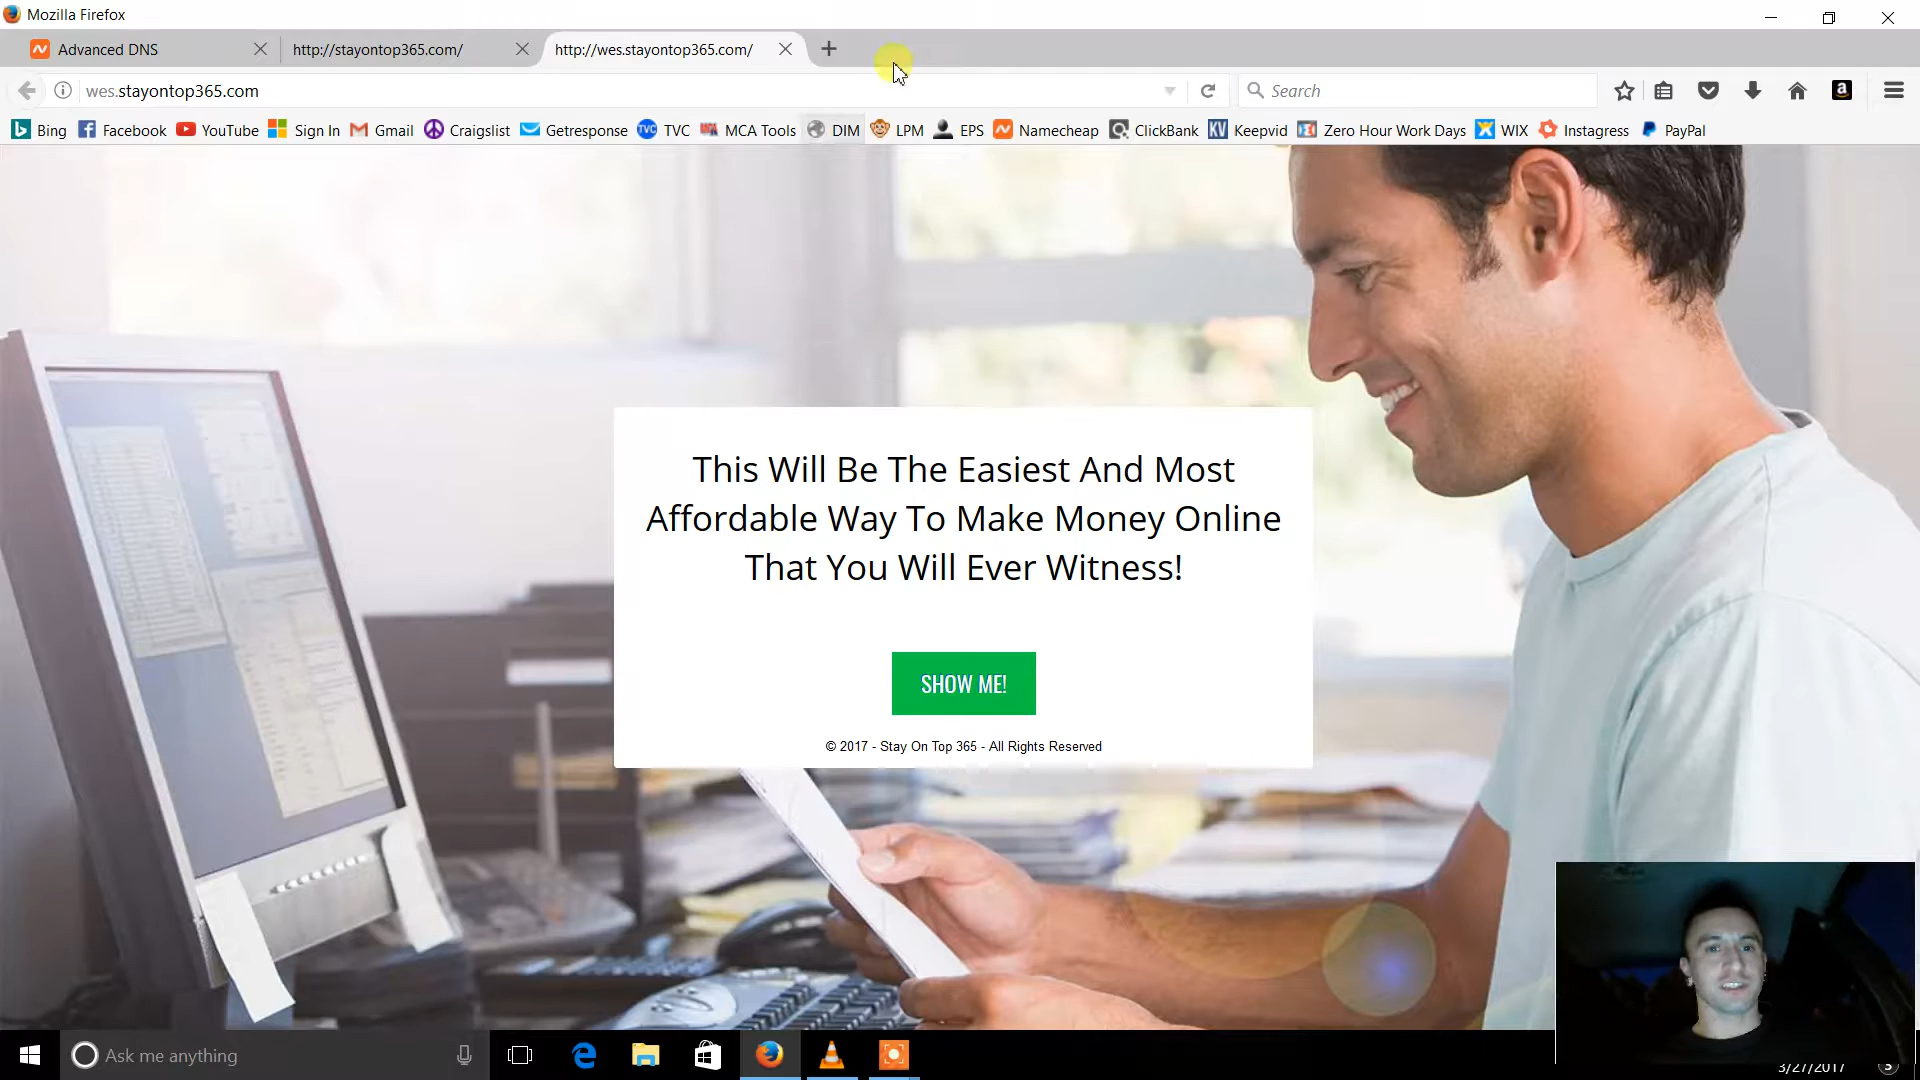 Mozilla Firefox
Advanced DNS
http://stayontop365.com/
http://wes.stayontop365.com/
wes.stayontop365.com
Search
Bing
Facebook
YouTube
Sign In
Gmail
Craigslist
Getresponse
TVC
TVC
MCA Tools
DIM
LPM
EPS
Namecheap
ClickBank
KV
Keepvid
Zero Hour Work Days
WIX
Instagress
PayPal
This Will Be The Easiest And Most
Affordable Way To Make Money Online
That You Will Ever Witness!
SHOW ME!
© 2017 - Stay On Top 365 - All Rights Reserved
Ask me anything
3/27/2017